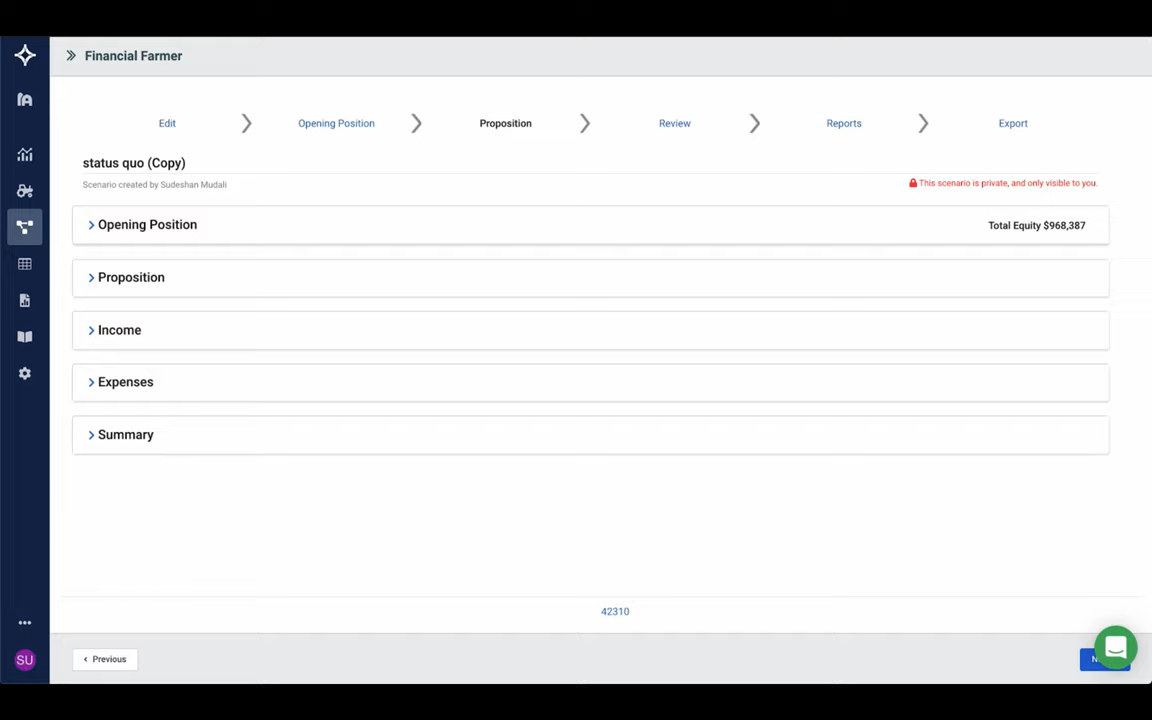 Financial Farmer
Edit
Opening Position
Proposition
Review
Reports
Export
status quo (Copy)
Scenario created by Sudeshan Mudali
This scenario is private, and only visible to you.
Opening Position
Total Equity $968,387
Proposition
Income
Expenses
Summary
42310
SU
Previous